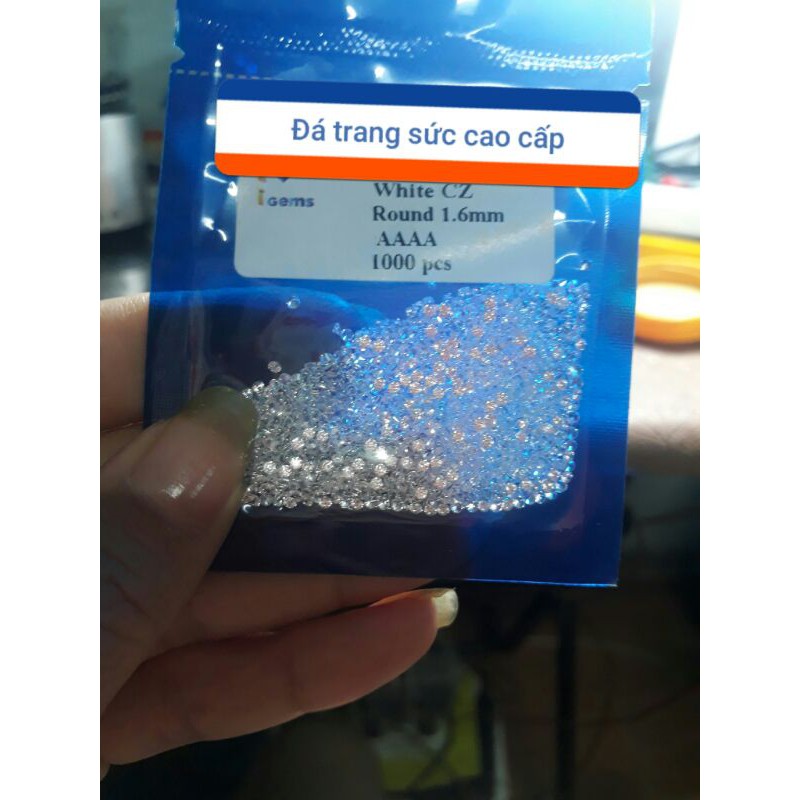 Đá trang sức cao cấp
i GEMS
White CZ
Round 1.6mm
AAAA
1000 pcs